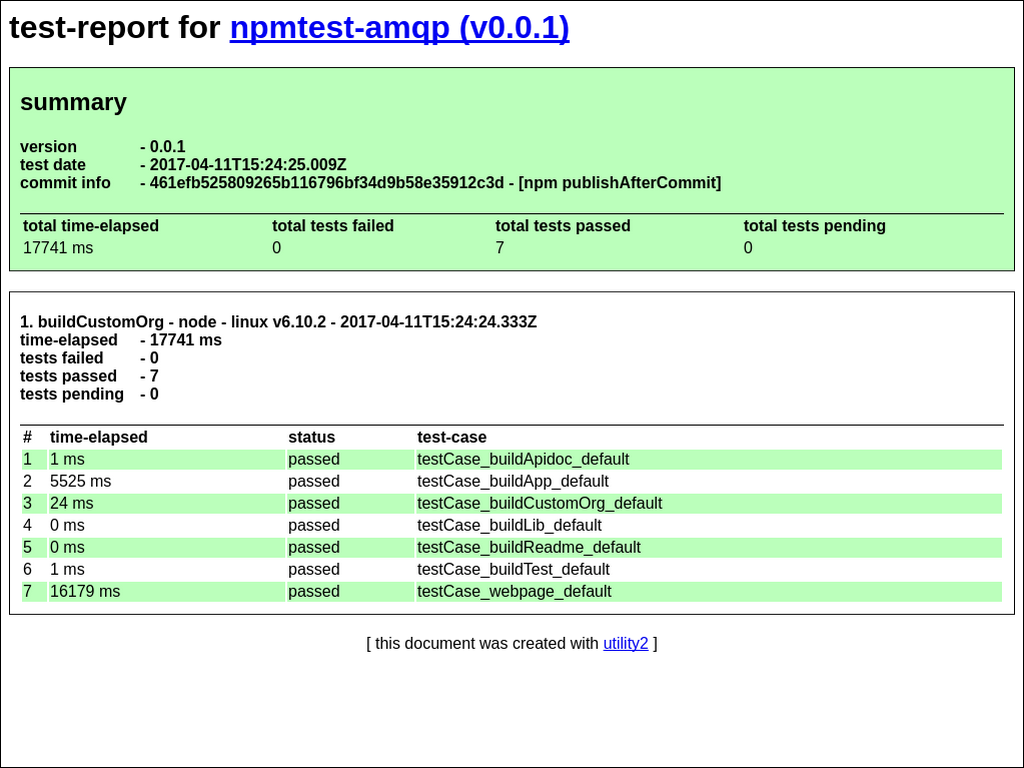 test-report for npmtest-amqp (v0.0.1)
summary
version - 0.0.1
test date - 2017-04-11T15:24:25.009Z
commit info - 461efb525809265b116796bf34d9b58e35912c3d - [npm publishAfterCommit]
total time-elapsed total tests failed total tests passed total tests pending
17741 ms 0 7 0
1. buildCustomOrg - node - linux v6.10.2 - 2017-04-11T15:24:24.333Z
time-elapsed - 17741 ms
tests failed - 0
tests passed - 7
tests pending - 0
# time-elapsed status test-case
1 1 ms passed testCase_buildApidoc_default
2 5525 ms passed testCase_buildApp_default
3 24 ms passed testCase_buildCustomOrg_default
4 0 ms passed testCase_buildLib_default
5 0 ms passed testCase_buildReadme_default
6 1 ms passed testCase_buildTest_default
7 16179 ms passed testCase_webpage_default
[ this document was created with utility2 ]